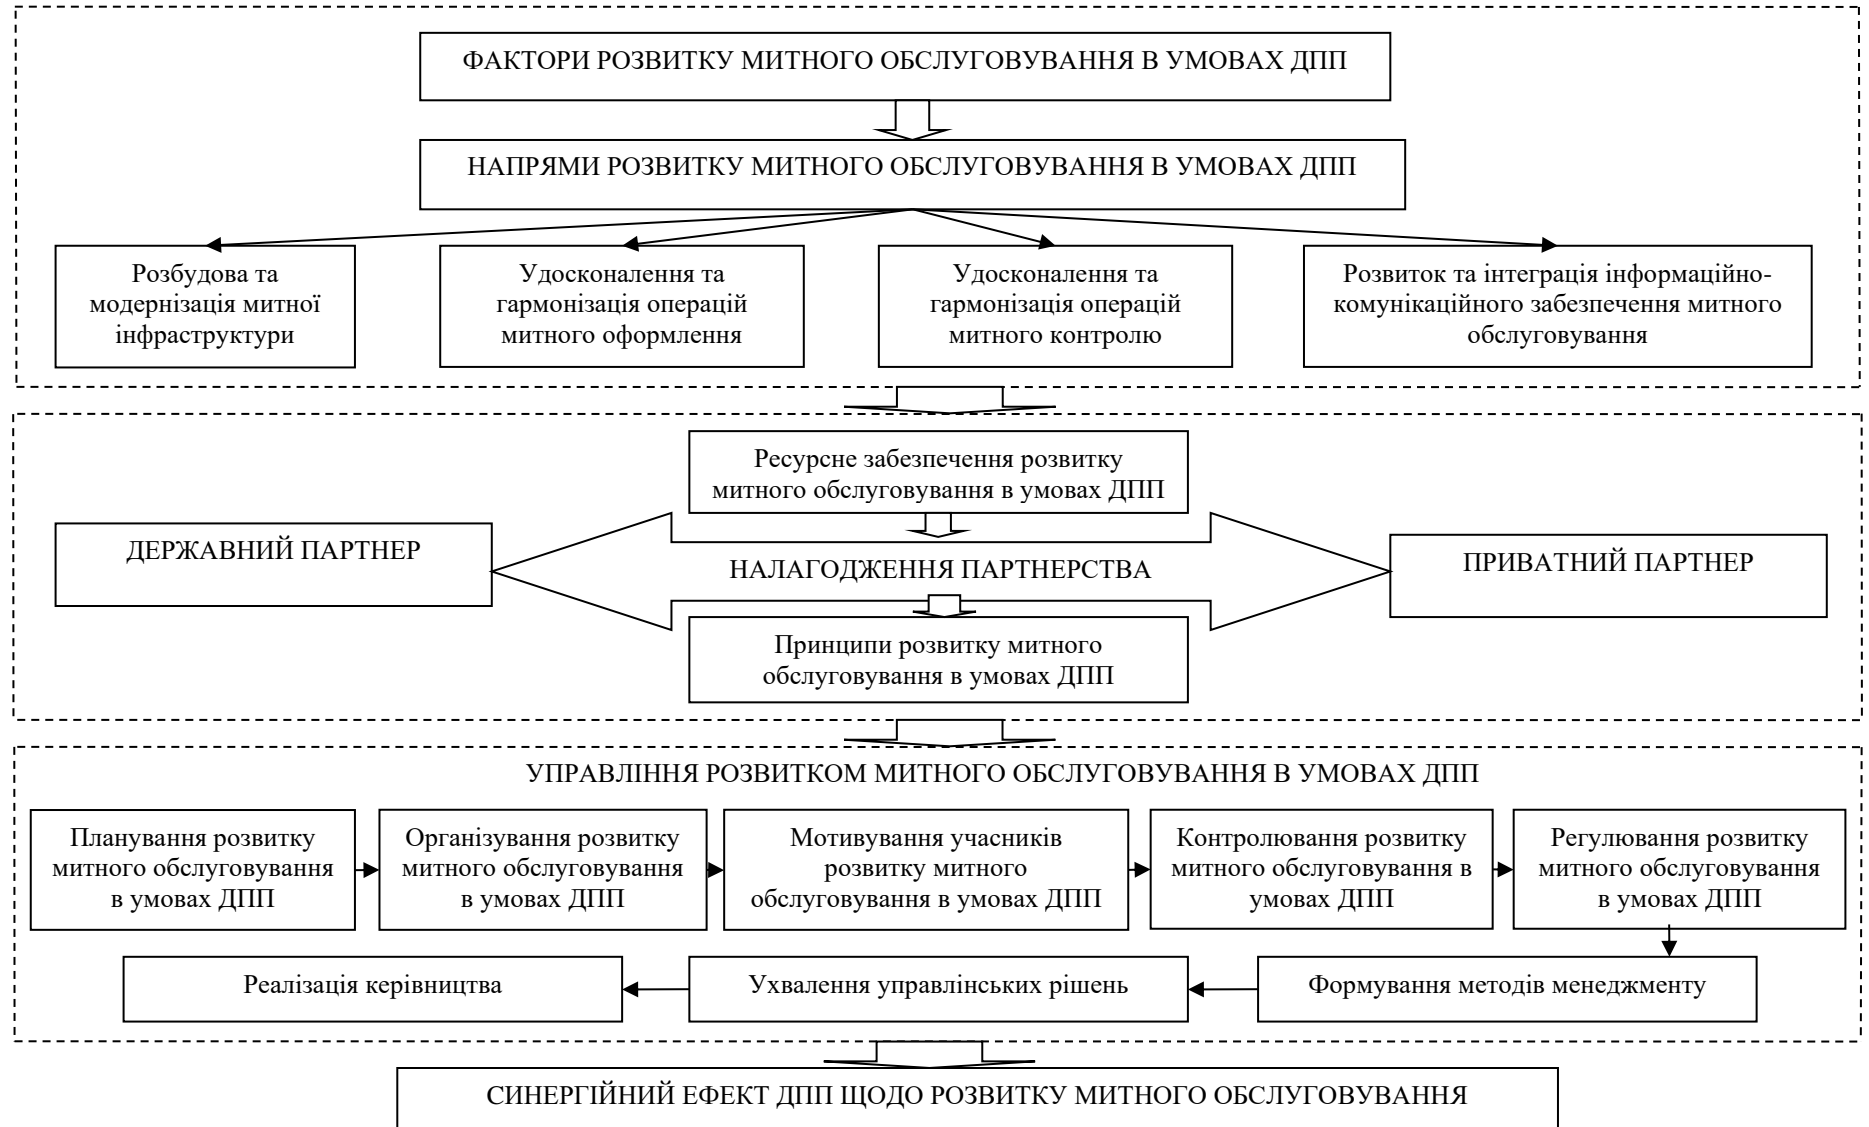 ФАКТОРИ РОЗВИТКУ МИТНОГО ОБСЛУГОВУВАННЯ В УМОВАХ ДПП
НАПРЯМИ РОЗВИТКУ МИТНОГО ОБСЛУГОВУВАННЯ В УМОВАХ ДПП
Розбудова та
модернізація митної
інфраструктури
Удосконалення та
гармонізація операцій
митного оформлення
Удосконалення та
гармонізація операцій
митного контролю
Розвиток та інтеграція інформаційно-
комунікаційного забезпечення митного
обслуговування
Ресурсне забезпечення розвитку
митного обслуговування в умовах ДПП
ДЕРЖАВНИЙ ПАРТНЕР
НАЛАГОДЖЕННЯ ПАРТНЕРСТВА
ПРИВАТНИЙ ПАРТНЕР
Принципи розвитку митного
обслуговування в умовах ДПП
УПРАВЛІННЯ РОЗВИТКОМ МИТНОГО ОБСЛУГОВУВАННЯ В УМОВАХ ДПП
Планування розвитку
митного обслуговування
в умовах ДПП
Організування розвитку
митного обслуговування
в умовах ДПП
Мотивування учасників
розвитку митного
обслуговування в умовах ДПП
Контролювання розвитку
митного обслуговування в
умовах ДПП
Регулювання розвитку
митного обслуговування
в умовах ДПП
Реалізація керівництва
Ухвалення управлінських рішень
Формування методів менеджменту
СИНЕРГІЙНИЙ ЕФЕКТ ДПП ЩОДО РОЗВИТКУ МИТНОГО ОБСЛУГОВУВАННЯ